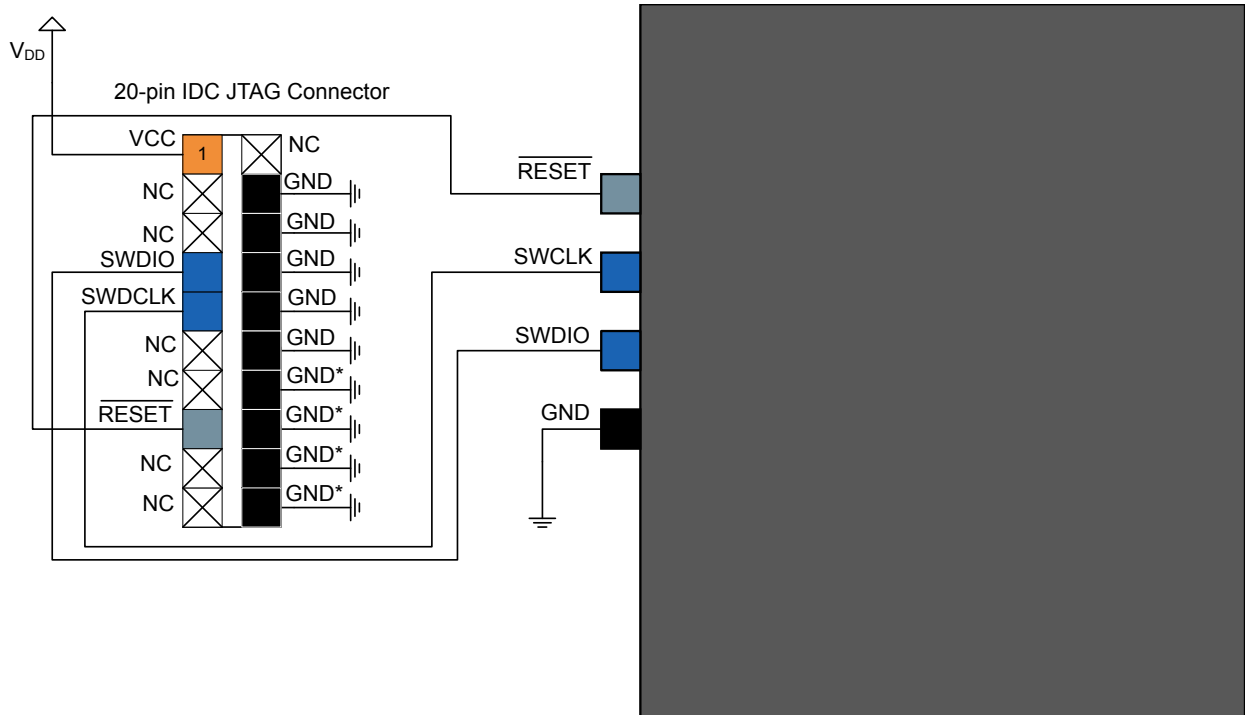 VDD
20-pin IDC JTAG Connector
VCC
1
NC
NC
GND
NC
GND
SWDIO
GND
SWDCLK
GND
NC
GND
NC
GND*
RESET
GND*
NC
GND*
NC
GND*
RESET
SWCLK
SWDIO
GND